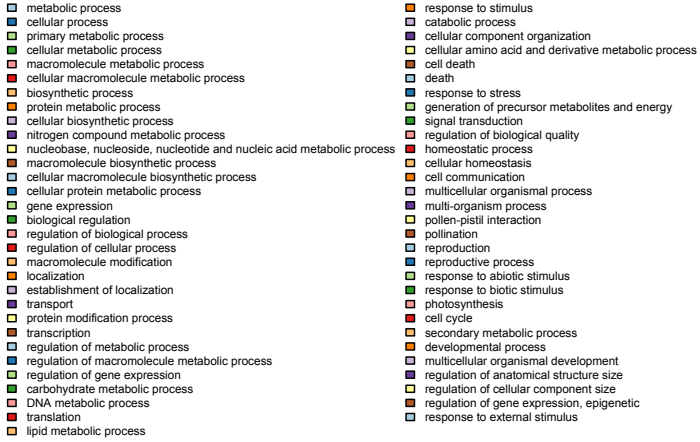 metabolic process
cellular process
primary metabolic process
cellular metabolic process
macromolecule metabolic process
cellular macromolecule metabolic process
biosynthetic process
protein metabolic process
cellular biosynthetic process
nitrogen compound metabolic process
nucleobase, nucleoside, nucleotide and nucleic acid metabolic process
macromolecule biosynthetic process
cellular macromolecule biosynthetic process
cellular protein metabolic process
gene expression
biological regulation
regulation of biological process
regulation of cellular process
macromolecule modification
localization
establishment of localization
transport
protein modification process
transcription
regulation of metabolic process
regulation of macromolecule metabolic process
regulation of gene expression
carbohydrate metabolic process
DNA metabolic process
translation
lipid metabolic process
response to stimulus
catabolic process
cellular component organization
cellular amino acid and derivative metabolic process
cell death
death
response to stress
generation of precursor metabolites and energy
signal transduction
regulation of biological quality
homeostatic process
cellular homeostasis
cell communication
multicellular organismal process
multi-organism process
pollen-pistil interaction
pollination
reproduction
reproductive process
response to abiotic stimulus
response to biotic stimulus
photosynthesis
cell cycle
secondary metabolic process
developmental process
multicellular organismal development
regulation of anatomical structure size
regulation of cellular component size
regulation of gene expression, epigenetic
response to external stimulus